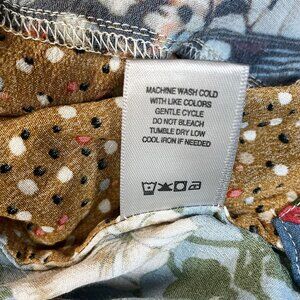 MACHINE WASH COLD
WITH LIKE COLORS
GENTLE CYCLE
DO NOT BLEACH
TUMBLE DRY LOW
COOL IRON IF NEEDED